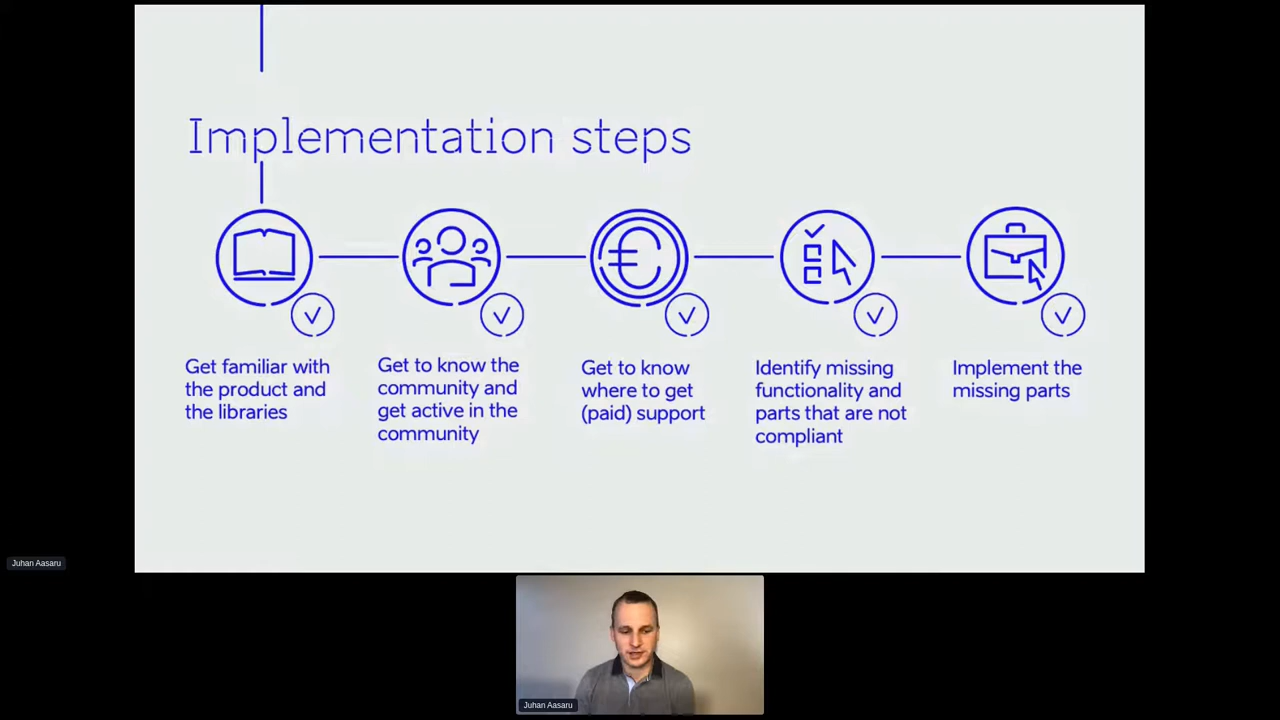 Implementation steps
Get familiar with
the product and
the libraries
Get to know the
community and
get active in the
community
Get to know
where to get
(paid) support
Identify missing
functionality and
parts that are not
compliant
Implement the
missing parts
Juhan Aasaru
Juhan Aasaru